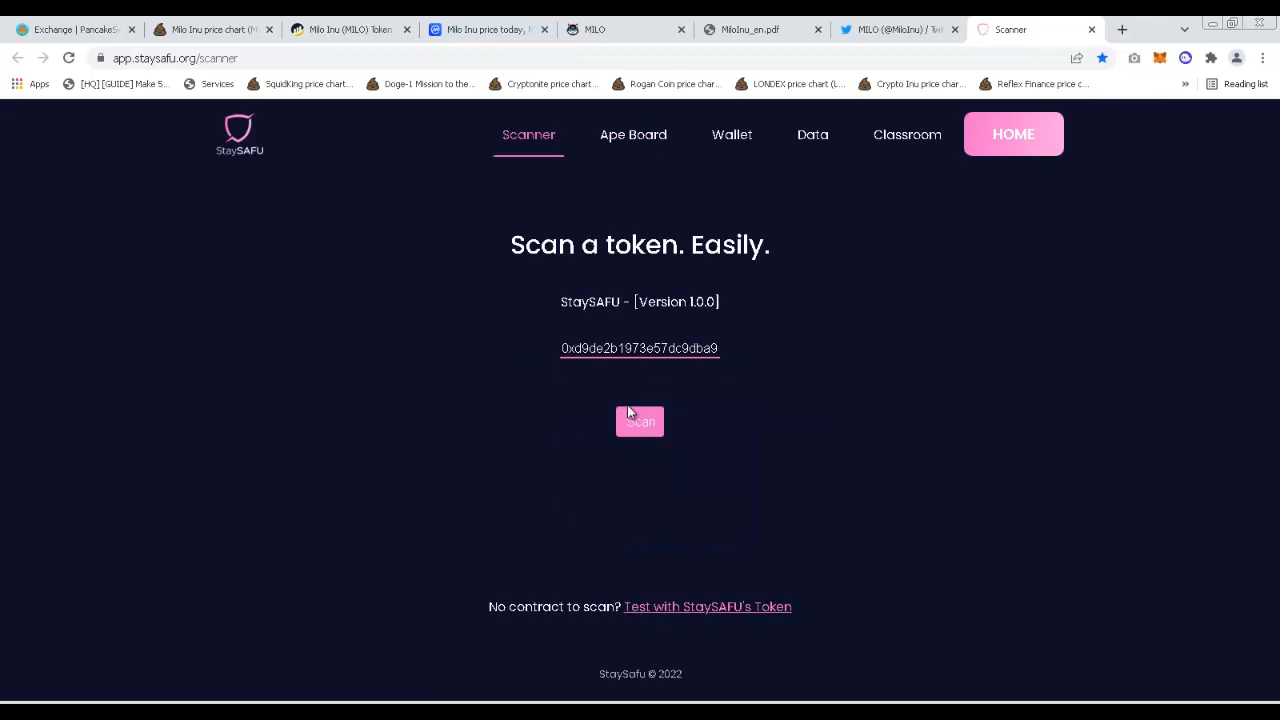 Exchange | PancakeS
Milo Inu price chart (M
Milo Inu (MILO) Token
Milo Inu price today,
MILO
MiloInu_en.pdf
MILO (@MiloInu) / Tw
Scanner
app.staysafu.org/scanner
Apps
[HQ][GUIDE] Make 5...
Services
SquidKing price chart...
Doge-1 Mission to the...
Cryptonite price chart...
Rogan Coin price char...
LONDEX price chart (L...
Crypto Inu price chart...
Reflex Finance price c...
»
Reading list
StaySAFU
Scanner
Ape Board
Wallet
Data
Classroom
HOME
Scan a token. Easily.
StaySAFU - [Version 1.0.0]
0xd9de2b1973e57dc9dba9
Scan
No contract to scan? Test with StaySAFU's Token
StaySafu © 2022